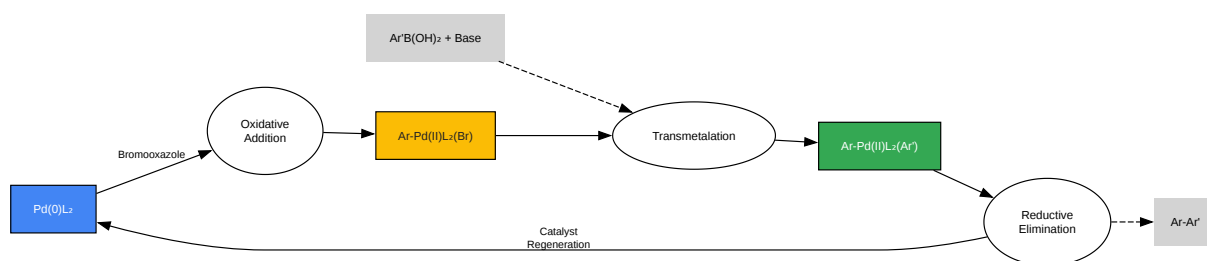 Ar'B(OH)₂ + Base
Oxidative
Addition
Ar-Pd(II)L₂(Br)
Transmetalation
Ar-Pd(II)L₂(Ar')
Bromooxazole
Pd(0)L₂
Reductive
Elimination
Ar-Ar'
Catalyst
Regeneration